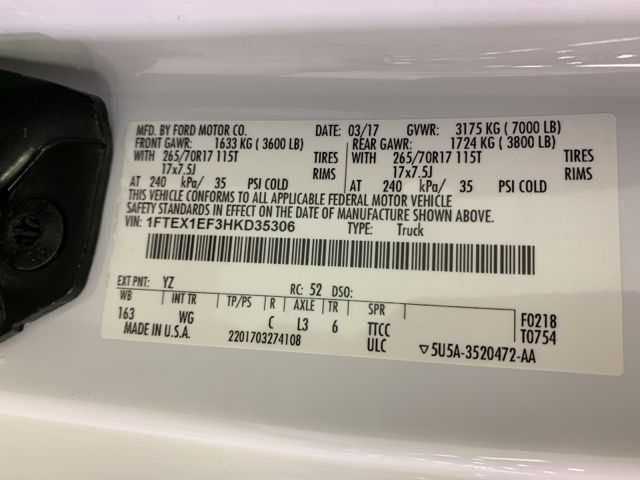 MFD. BY FORD MOTOR CO. DATE: 03/17 GVWR: 3175 KG ( 7000 LB)
FRONT GAWR: 1633 KG ( 3600 LB) REAR GAWR: 1724 KG ( 3800 LB)
WITH 265/70R17 115T TIRES WITH 265/70R17 115T TIRES
17x7.5J RIMS 17x7.5J RIMS
AT 240 kPa/ 35 PSI COLD AT 240 kPa/ 35 PSI COLD
THIS VEHICLE CONFORMS TO ALL APPLICABLE FEDERAL MOTOR VEHICLE
SAFETY STANDARDS IN EFFECT ON THE DATE OF MANUFACTURE SHOWN ABOVE.
VIN: 1FTEX1EF3HKD35306 TYPE: Truck
EXT PNT: YZ RC: 52 DSO:
WB INT TR TP/PS R AXLE TR SPR F0218
163 WG C L3 6 TTCC T0754
MADE IN U.S.A. 2201703274108 ULC ▽5U5A-3520472-AA